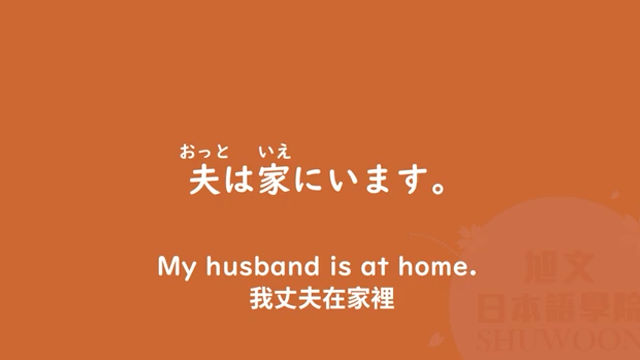 おっと いえ
夫は家にいます。
My husband is at home.
我丈夫在家裡
旭文
日本語學院
SHUWOON